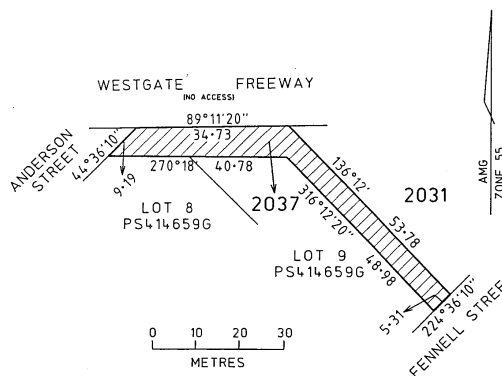 WESTGATE FREEWAY
(NO ACCESS)
89°11'20"
34·73
ANDERSON
STREET
44°36'10"
9·19
270°18'
40·78
136°12'
2031
AMG
ZONE 55
LOT 8
PS414659G
2037
316°12'20"
53·78
LOT 9
PS414659G
48·98
5·31
224°36'10"
FENNELL STREET
0 10 20 30
METRES